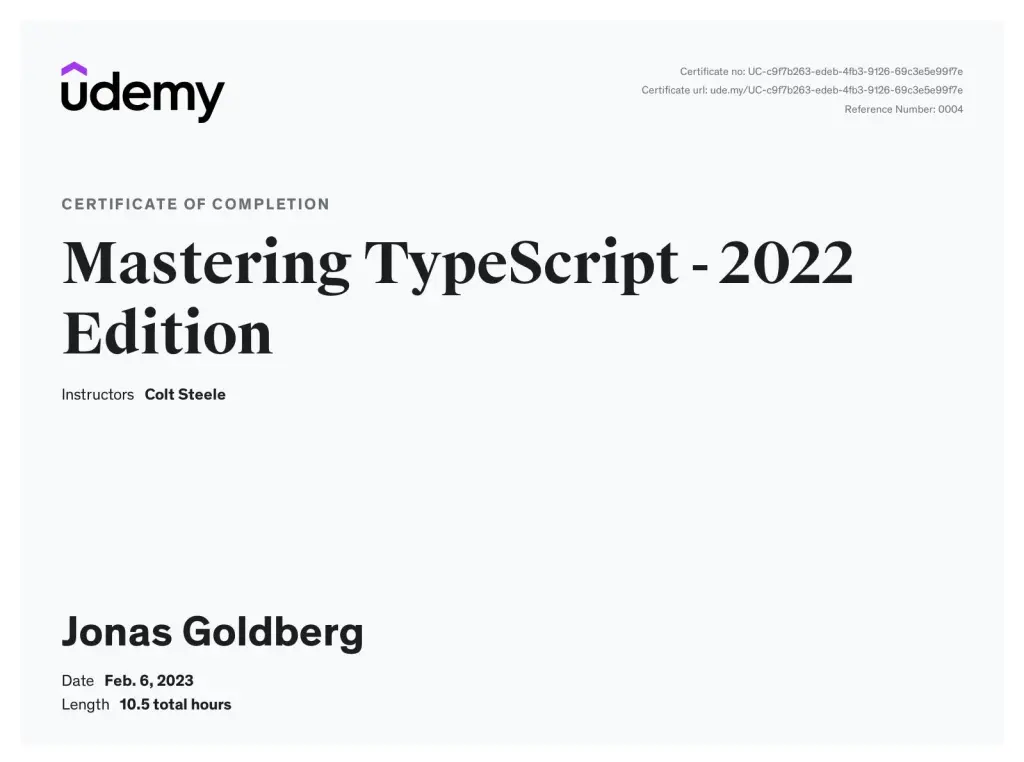 udemy
Certificate no: UC-c9f7b263-edeb-4fb3-9126-69c3e5e99f7e
Certificate url: ude.my/UC-c9f7b263-edeb-4fb3-9126-69c3e5e99f7e
Reference Number: 0004
CERTIFICATE OF COMPLETION
Mastering TypeScript - 2022
Edition
Instructors Colt Steele
Jonas Goldberg
Date Feb. 6, 2023
Length 10.5 total hours